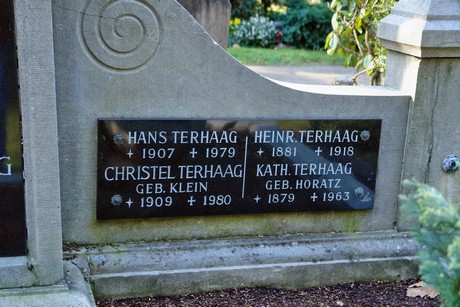 HANS TERHAAG
✦ 1907 ✝ 1979
CHRISTEL TERHAAG
GEB. KLEIN
✦ 1909 ✝ 1980
HEINR. TERHAAG
✦ 1881 ✝ 1918
KATH. TERHAAG
GEB. HORATZ
✦ 1879 ✝ 1963
G